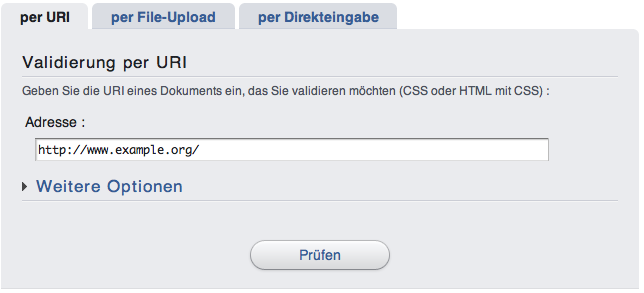 per URI per File-Upload per Direkteingabe
Validierung per URI
Geben Sie die URI eines Dokuments ein, das Sie validieren möchten (CSS oder HTML mit CSS) :
Adresse :
http://www.example.org/
Weitere Optionen
Prüfen